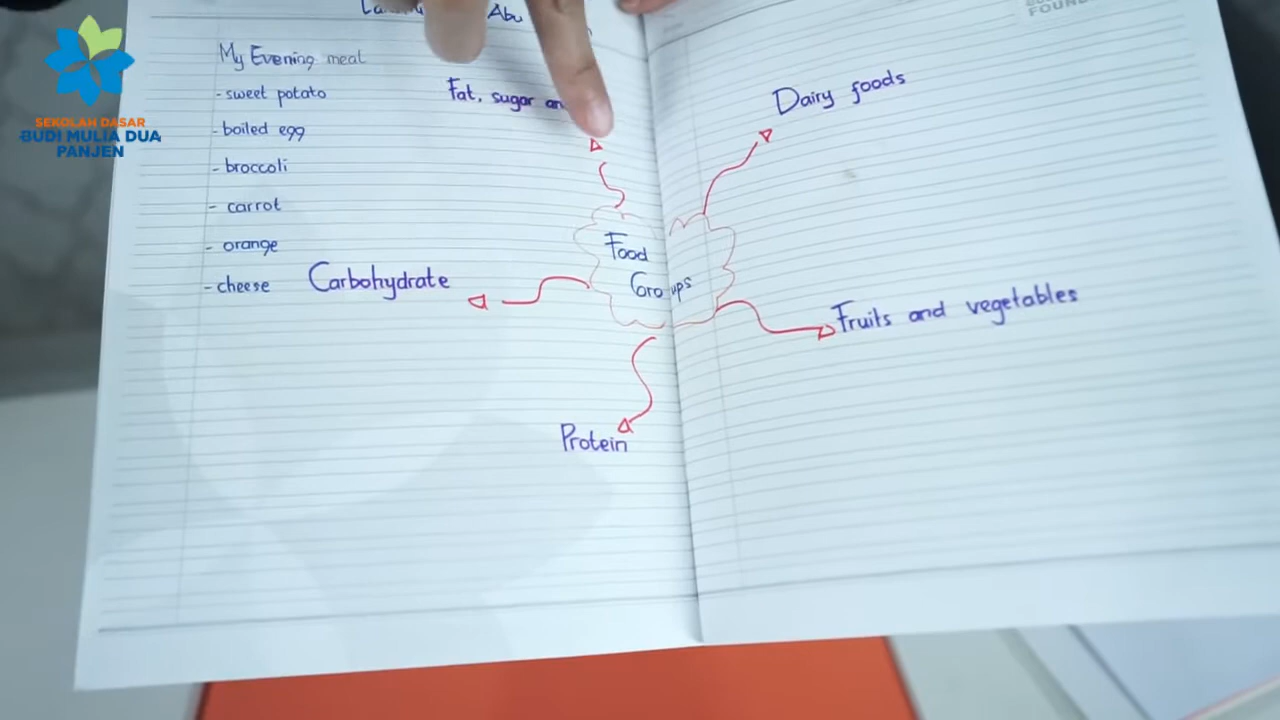 SEKOLAH DASAR
BUDI MULIA DUA
PANJEN
Abu
My Evening meal
- sweet potato
- boiled egg
- broccoli
- carrot
- orange
- cheese
Fat, sugar
Dairy foods
Food
Groups
Carbohydrate
Fruits and vegetables
Protein